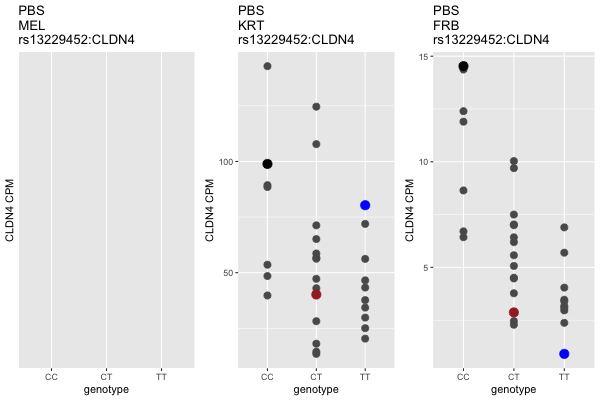 PBS
MEL
rs13229452:CLDN4
CLDN4 CPM
CC CT TT
genotype
PBS
KRT
rs13229452:CLDN4
CLDN4 CPM
100
50
CC CT TT
genotype
PBS
FRB
rs13229452:CLDN4
CLDN4 CPM
15
10
5
CC CT TT
genotype